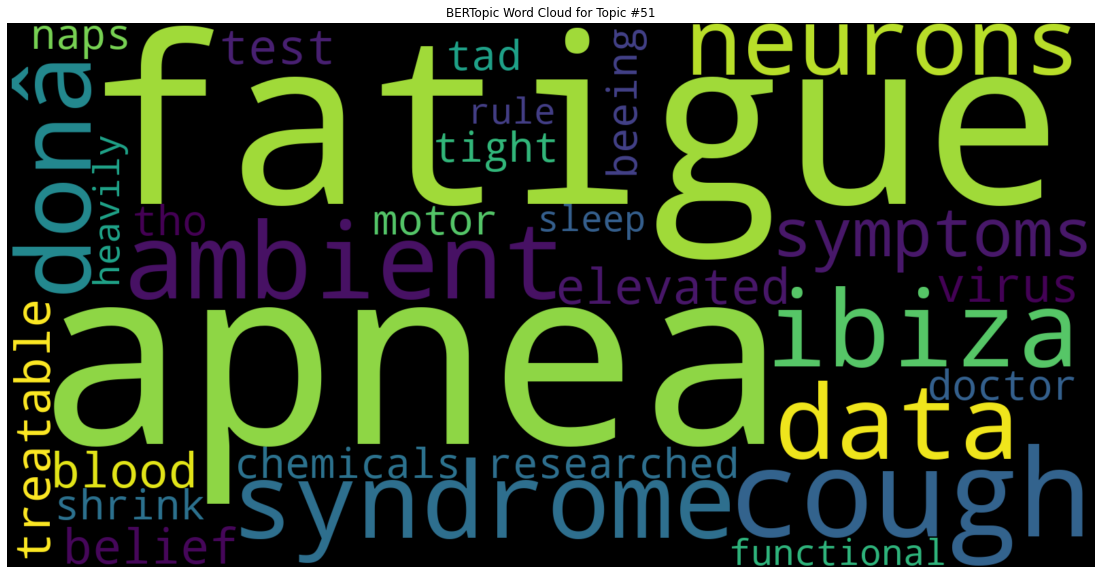 BERTopic Word Cloud for Topic #51
naps
fatigue
test
tad
beeing
neurons
donâ
rule
tight
heavily
tho
motor
sleep
symptoms
ambient
elevated
virus
ibiza
apnea
treatable
doctor
data
blood
chemicals
researched
syndrome
cough
shrink
belief
functional